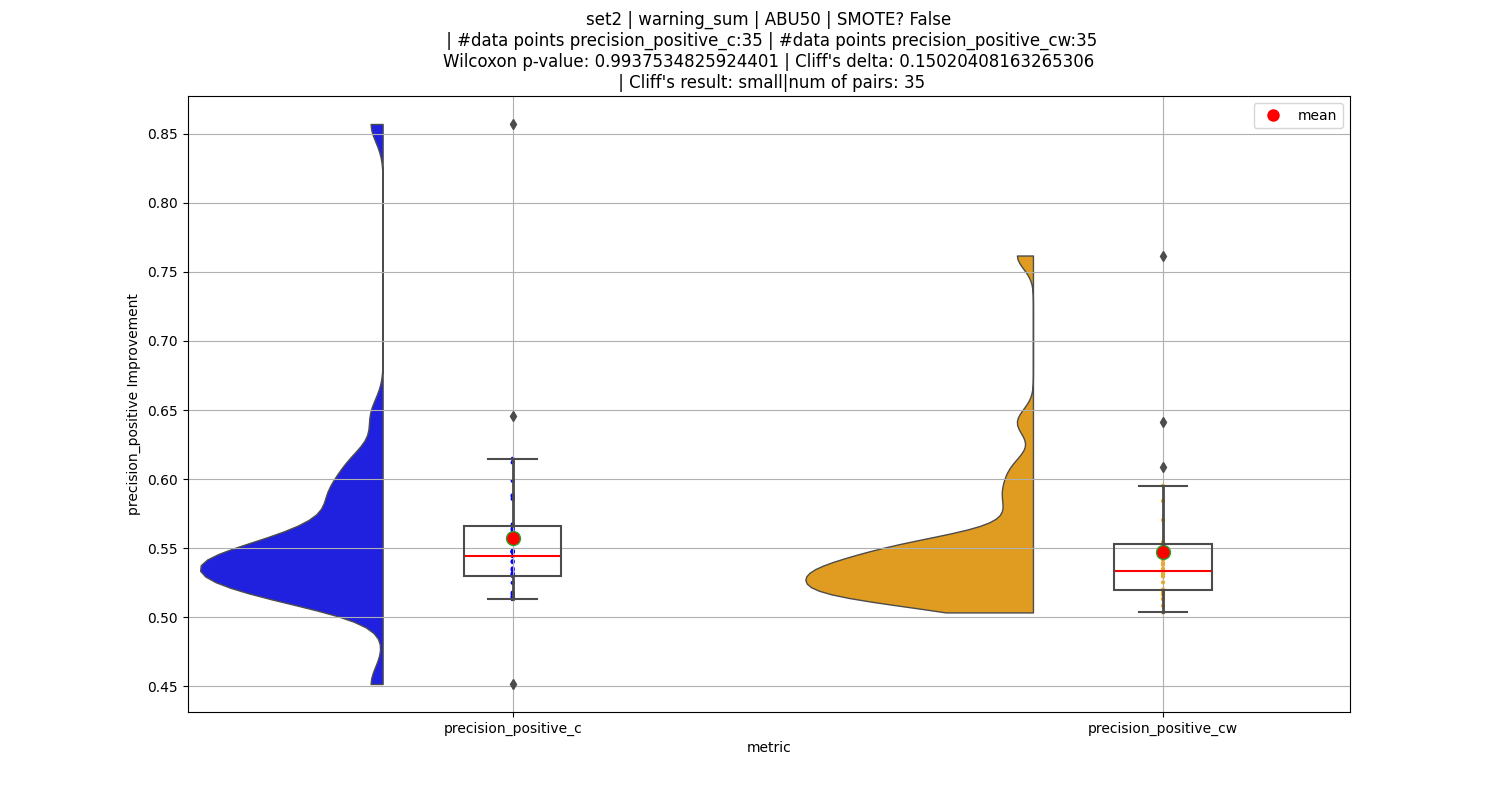 set2 | warning_sum | ABU50 | SMOTE? False
| #data points precision_positive_c:35 | #data points precision_positive_cw:35
Wilcoxon p-value: 0.9937534825924401 | Cliff's delta: 0.15020408163265306
| Cliff's result: small|num of pairs: 35
mean
0.85
0.80
0.75
0.70
0.65
0.60
0.55
0.50
0.45
precision_positive Improvement
precision_positive_c
precision_positive_cw
metric